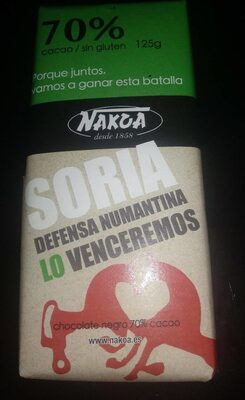 70%
cacao / sin gluten 125g
Porque juntos,
vamos a ganar esta batalla
NAKOA
desde 1858
SORIA
DEFENSA NUMANTINA
LO VENCEREMOS
chocolate negro 70% cacao
www.nakoa.es